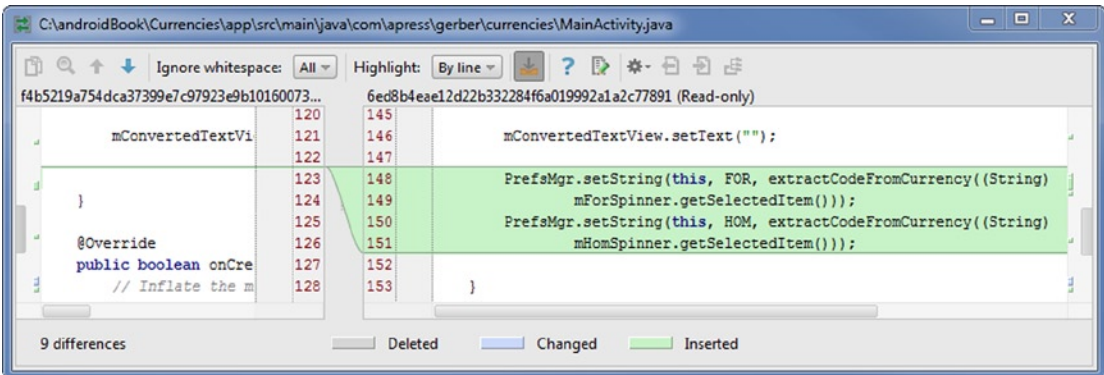 C:\androidBook\Currencies\app\src\main\java\com\apress\gerber\currencies\MainActivity.java
Ignore whitespace: All Highlight: By line ?
f4b5219a754dca37399e7c97923e9b10160073... 6ed8b4eae12d22b332284f6a019992a1a2c77891 (Read-only)
120 145
mConvertedTextVi 121 146 mConvertedTextView.setText("");
122 147
123 148 PrefsMgr.setString(this, FOR, extractCodeFromCurrency((String)
} 124 149 mForSpinner.getSelectedItem()));
125 150 PrefsMgr.setString(this, HOM, extractCodeFromCurrency((String)
@Override 126 151 mHomSpinner.getSelectedItem()));
public boolean onCre 127 152
// Inflate the m 128 153 }
9 differences Deleted Changed Inserted